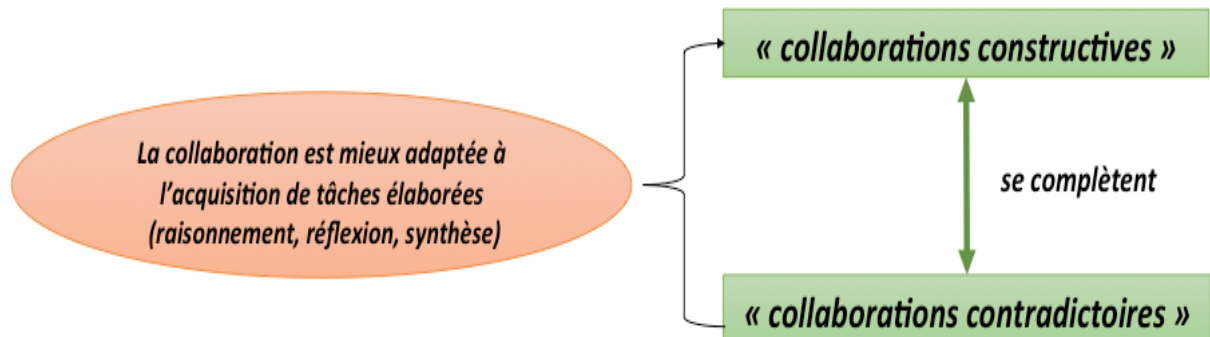 La collaboration est mieux adaptée à
l'acquisition de tâches élaborées
(raisonnement, réflexion, synthèse)
« collaborations constructives »
se complètent
« collaborations contradictoires »